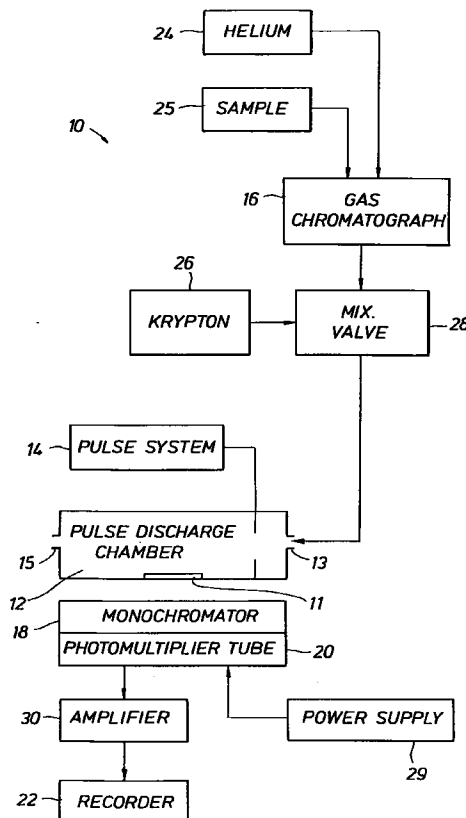 24
HELIUM
25
SAMPLE
10
16
GAS
CHROMATOGRAPH
26
KRYPTON
MIX.
VALVE
28
14
PULSE SYSTEM
PULSE DISCHARGE
CHAMBER
15
13
12
11
18
MONOCHROMATOR
PHOTOMULTIPLIER TUBE
20
30
AMPLIFIER
POWER SUPPLY
29
22
RECORDER